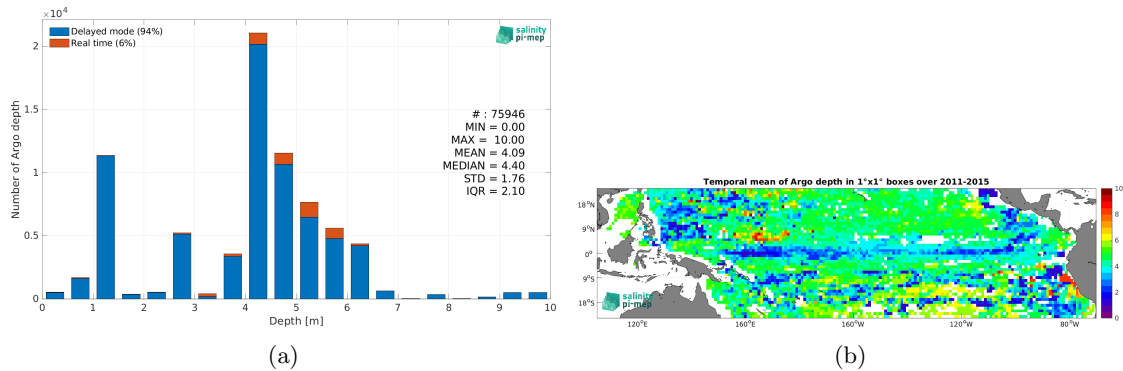 ×10⁴
Delayed mode (94%)
Real time (6%)
salinity
pi-mep
# : 75946
MIN = 0.00
MAX = 10.00
MEAN = 4.09
MEDIAN = 4.40
STD = 1.76
IQR = 2.10
Number of Argo depth
2
1.5
1
0.5
0
0 1 2 3 4 5 6 7 8 9 10
Depth [m]
(a)
Temporal mean of Argo depth in 1°x1° boxes over 2011-2015
18°N
9°N
0°
9°S
18°S
salinity
pi-mep
120°E 160°E 160°W 120°W 80°W
10
8
6
4
2
0
(b)